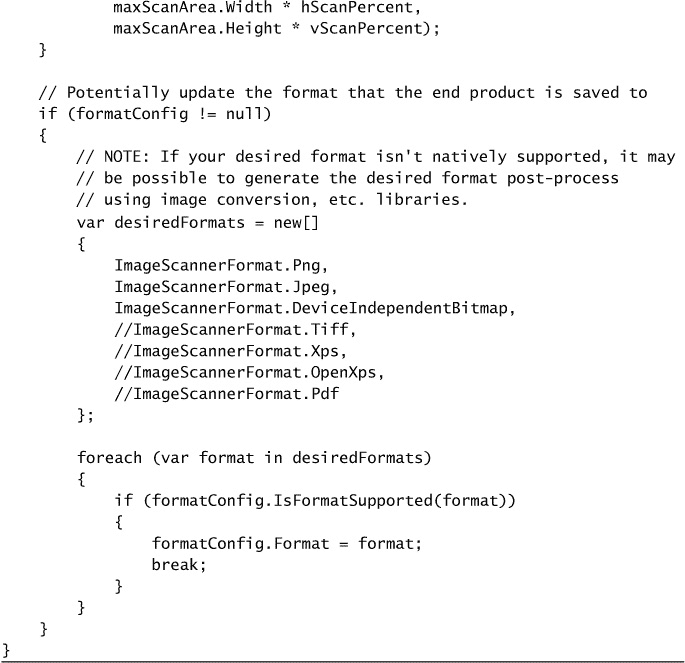 maxScanArea.Width * hScanPercent,
            maxScanArea.Height * vScanPercent);
    }

    // Potentially update the format that the end product is saved to
    if (formatConfig != null)
    {
        // NOTE: If your desired format isn't natively supported, it may
        // be possible to generate the desired format post-process
        // using image conversion, etc. libraries.
        var desiredFormats = new[]
        {
            ImageScannerFormat.Png,
            ImageScannerFormat.Jpeg,
            ImageScannerFormat.DeviceIndependentBitmap,
            //ImageScannerFormat.Tiff,
            //ImageScannerFormat.Xps,
            //ImageScannerFormat.OpenXps,
            //ImageScannerFormat.Pdf
        };

        foreach (var format in desiredFormats)
        {
            if (formatConfig.IsFormatSupported(format))
            {
                formatConfig.Format = format;
                break;
            }
        }
    }
}